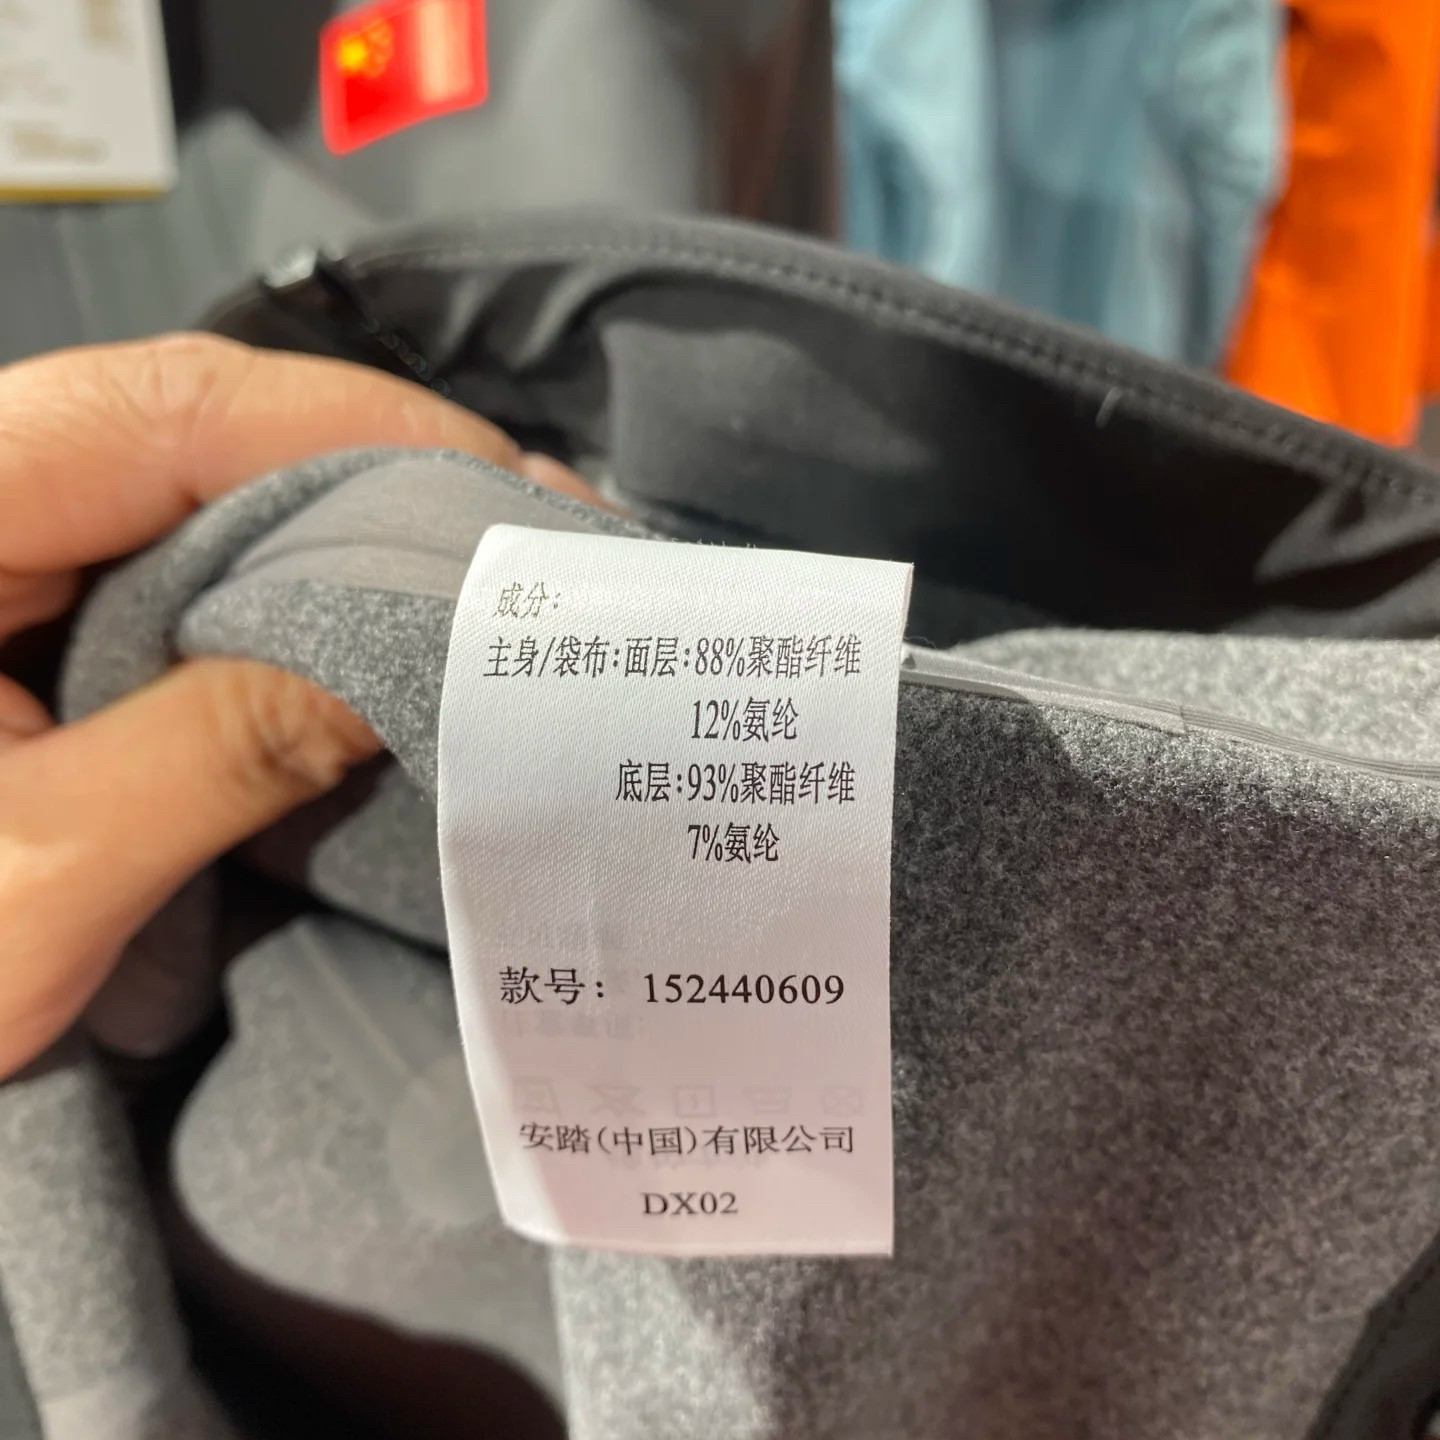 成分:
主身/袋布:面层:88%聚酯纤维
12%氨纶
底层:93%聚酯纤维
7%氨纶
款号: 152440609
安踏(中国)有限公司
DX02